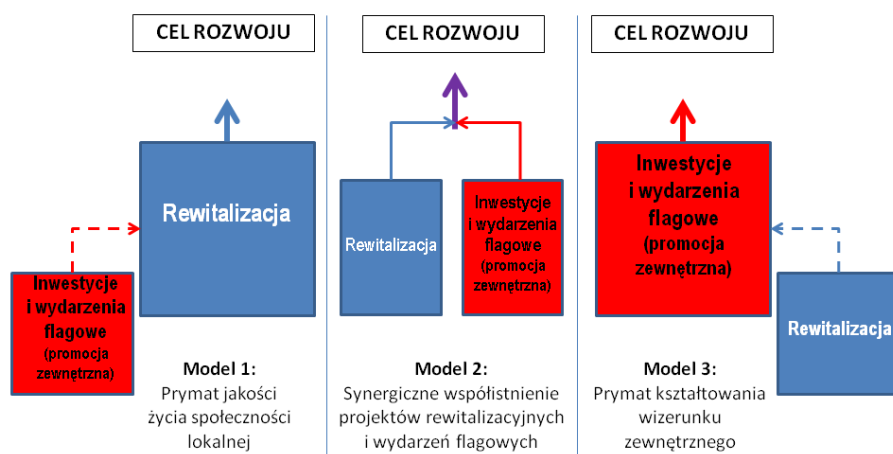 CEL ROZWOJU
Rewitalizacja
Inwestycje
i wydarzenia
flagowe
(promocja
zewnętrzna)
Model 1:
Prymat jakości
życia społeczności
lokalnej
CEL ROZWOJU
Rewitalizacja
Inwestycje
i wydarzenia
flagowe
(promocja
zewnętrzna)
Model 2:
Synergiczne współistnienie
projektów rewitalizacyjnych
i wydarzeń flagowych
CEL ROZWOJU
Inwestycje
i wydarzenia
flagowe
(promocja
zewnętrzna)
Rewitalizacja
Model 3:
Prymat kształtowania
wizerunku
zewnętrznego